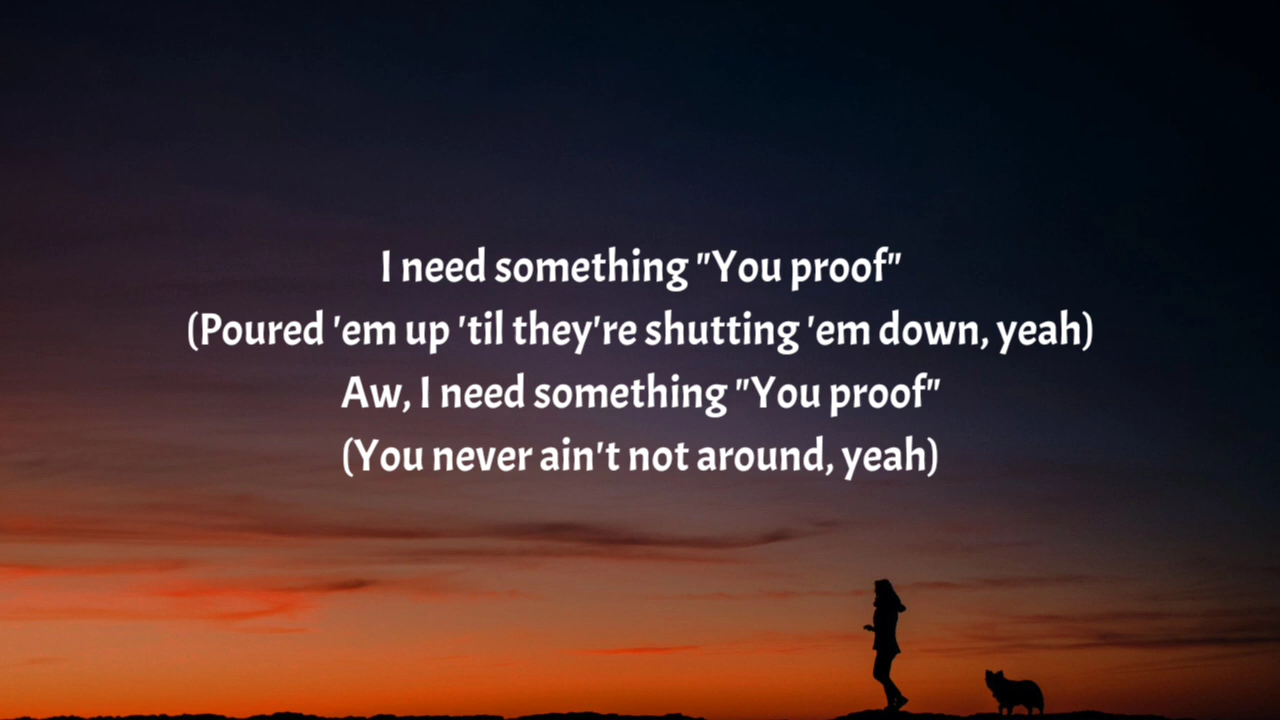 I need something "You proof"
(Poured 'em up 'til they're shutting 'em down, yeah)
Aw, I need something "You proof"
(You never ain't not around, yeah)